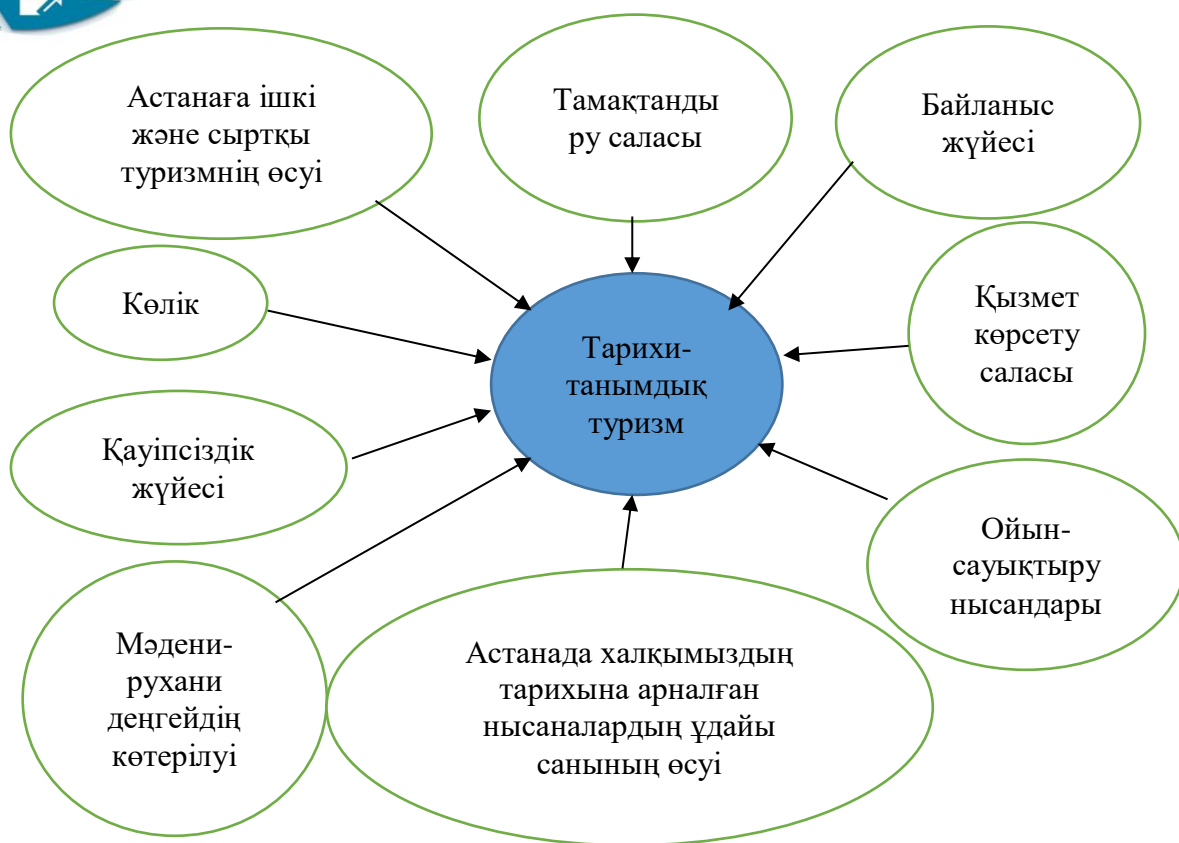 Астанаға ішкі
және сыртқы
туризмнің өсуі
Тамақтанды
ру саласы
Байланыс
жүйесі
Көлік
Қызмет
көрсету
саласы
Тарихи-
танымдық
туризм
Қауіпсіздік
жүйесі
Ойын-
сауықтыру
нысандары
Мәдени-
рухани
деңгейдің
көтерілуі
Астанада халқымыздың
тарихына арналған
нысаналардың ұдайы
санының өсуі